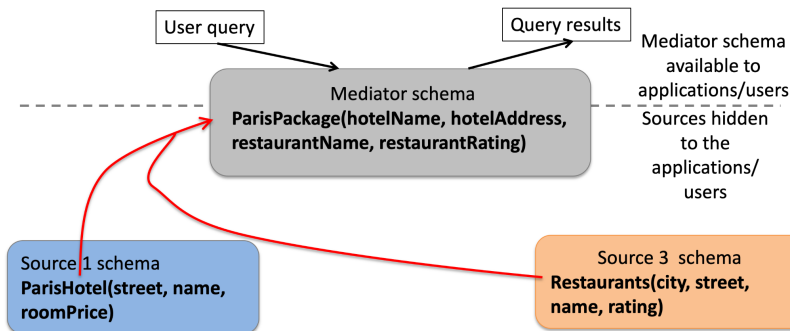 User query
Query results
Mediator schema
available to
applications/users
Mediator schema
ParisPackage(hotelName, hotelAddress,
restaurantName, restaurantRating)
Sources hidden
to the
applications/
users
Source 1 schema
ParisHotel(street, name,
roomPrice)
Source 3 schema
Restaurants(city, street,
name, rating)